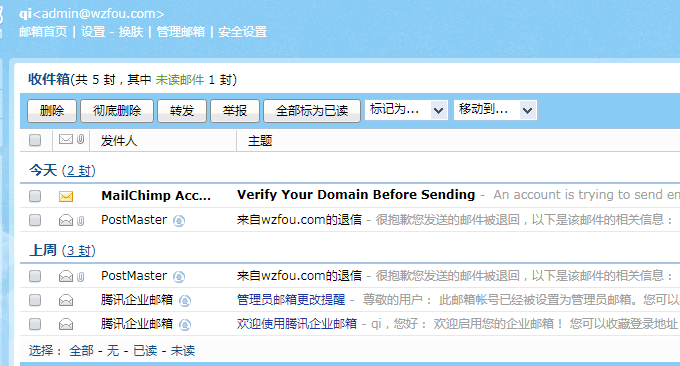 qi<admin@wzfou.com>
邮箱首页 | 设置 - 换肤 | 管理邮箱 | 安全设置
收件箱(共 5 封，其中 未读邮件 1 封)
删除 彻底删除 转发 举报 全部标为已读 标记为... 移动到...
发件人 主题
今天 (2 封)
MailChimp Acc... Verify Your Domain Before Sending - An account is trying to send en
PostMaster 来自wzfou.com的退信 - 很抱歉您发送的邮件被退回，以下是该邮件的相关信息：
上周 (3 封)
PostMaster 来自wzfou.com的退信 - 很抱歉您发送的邮件被退回，以下是该邮件的相关信息：
腾讯企业邮箱 管理员邮箱更改提醒 - 尊敬的用户： 此邮箱帐号已经被设置为管理员邮箱。您可以
腾讯企业邮箱 欢迎使用腾讯企业邮箱 - qi，您好： 欢迎启用您的企业邮箱！ 您可以收藏登录地址
选择： 全部 - 无 - 已读 - 未读